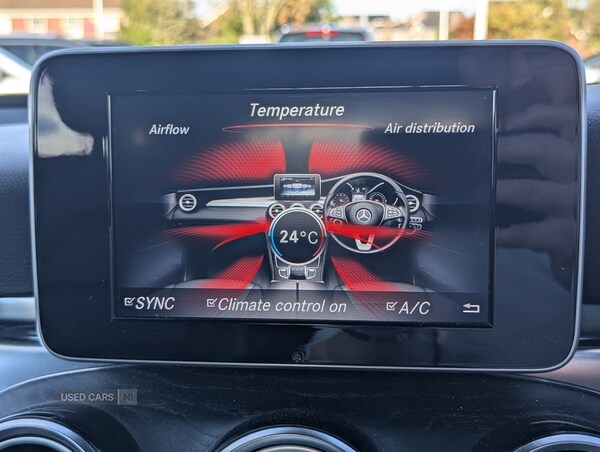 Temperature
Airflow
Air distribution
24°C
SYNC
Climate control on
A/C
USED CARS NI